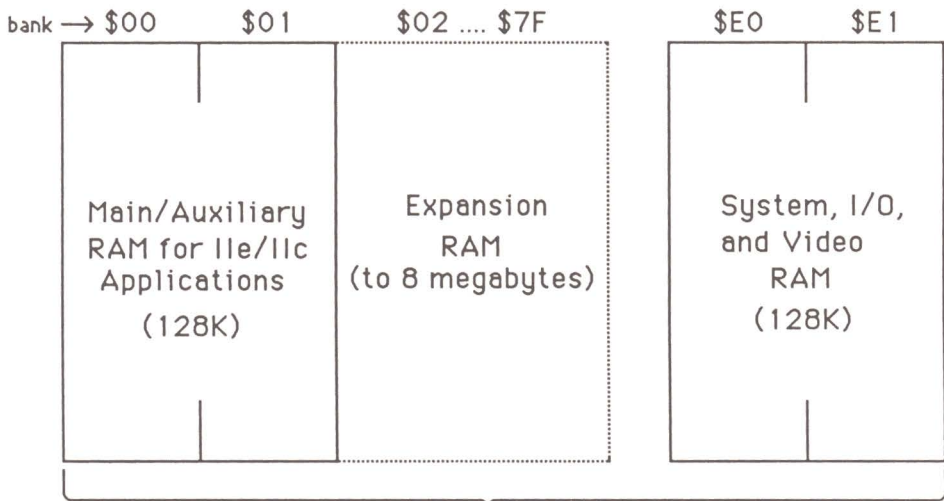 bank → $00 $01 $02 .... $7F $E0 $E1
Main/Auxiliary
RAM for IIe/IIc
Applications
(128K)
Expansion
RAM
(to 8 megabytes)
System, I/O,
and Video
RAM
(128K)